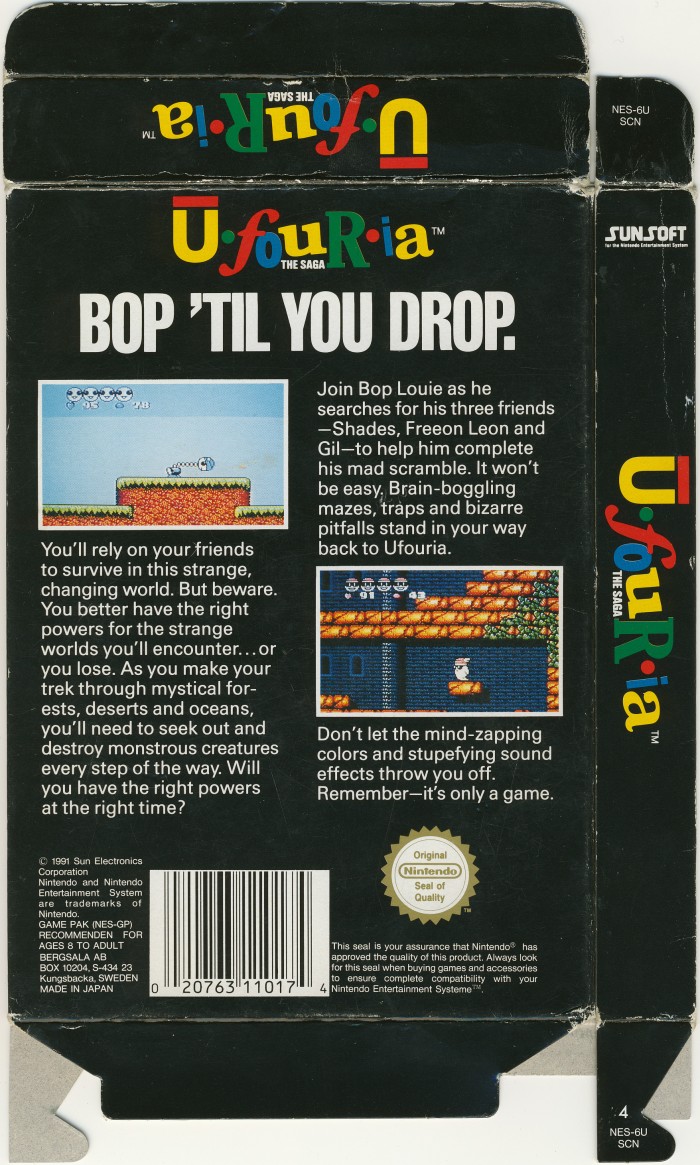 Ū•fouR•ia™
THE SAGA
NES-6U
SCN
Ū•fouR•ia™
THE SAGA
BOP 'TIL YOU DROP.
95 78
You'll rely on your friends
to survive in this strange,
changing world. But beware.
You better have the right
powers for the strange
worlds you'll encounter...or
you lose. As you make your
trek through mystical for-
ests, deserts and oceans,
you'll need to seek out and
destroy monstrous creatures
every step of the way. Will
you have the right powers
at the right time?
Join Bop Louie as he
searches for his three friends
—Shades, Freeon Leon and
Gil—to help him complete
his mad scramble. It won't
be easy, Brain-boggling
mazes, traps and bizarre
pitfalls stand in your way
back to Ufouria.
91 43
Don't let the mind-zapping
colors and stupefying sound
effects throw you off.
Remember—it's only a game.
© 1991 Sun Electronics
Corporation
Nintendo and Nintendo
Entertainment System
are trademarks of
Nintendo.
GAME PAK (NES-GP)
RECOMMENDEN FOR
AGES 8 TO ADULT
BERGSALA AB
BOX 10204, S-434 23
Kungsbacka, SWEDEN
MADE IN JAPAN
0 20763 11017 4
Original
Nintendo
Seal of
Quality
TM
This seal is your assurance that Nintendo® has
approved the quality of this product. Always look
for this seal when buying games and accessories
to ensure complete compatibility with your
Nintendo Entertainment Systeme™.
SUNSOFT
for the Nintendo Entertainment System
Ū•fouR•ia™
THE SAGA
4
NES-6U
SCN